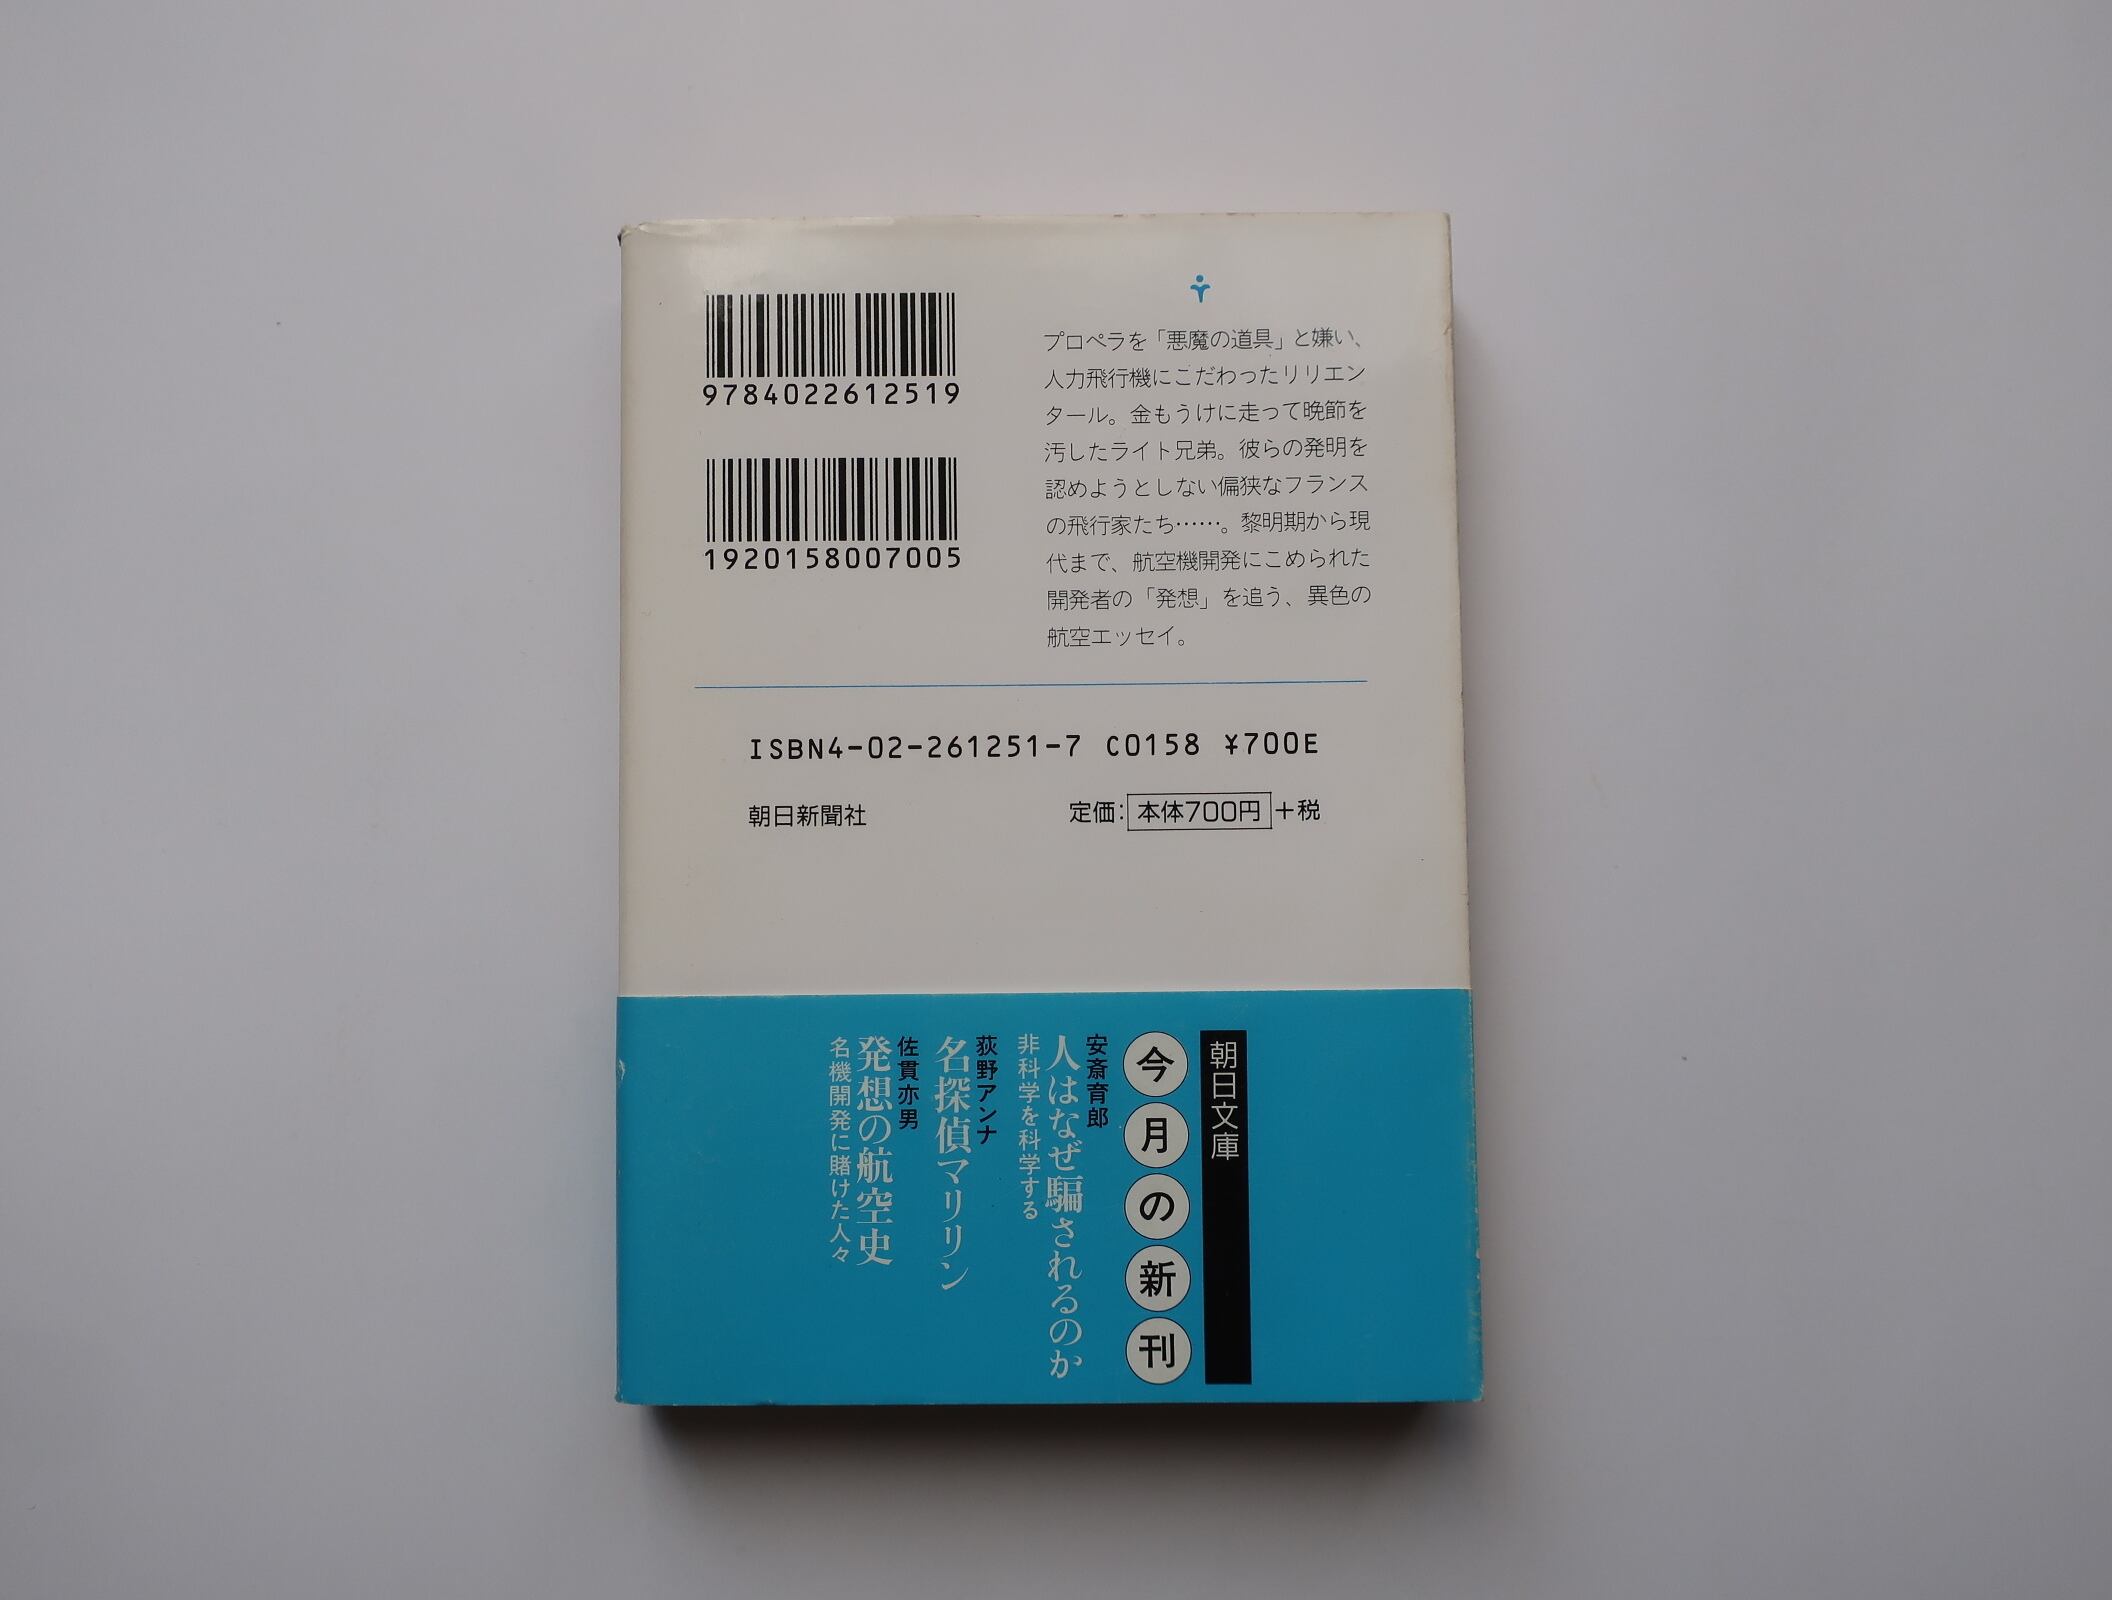 9784022612519
1920158007005
プロペラを「悪魔の道具」と嫌い、
人力飛行機にこだわったリリエン
タール。金もうけに走って晩節を
汚したライト兄弟。彼らの発明を
認めようとしない偏狭なフランス
の飛行家たち……。黎明期から現
代まで、航空機開発にこめられた
開発者の「発想」を追う、異色の
航空エッセイ。
ISBN4-02-261251-7 C0158 ¥700E
朝日新聞社
定価：本体700円＋税
朝日文庫
今月の新刊
安斎育郎
人はなぜ騙されるのか
非科学を科学する
荻野アンナ
名探偵マリリン
佐貫亦男
発想の航空史
名機開発に賭けた人々